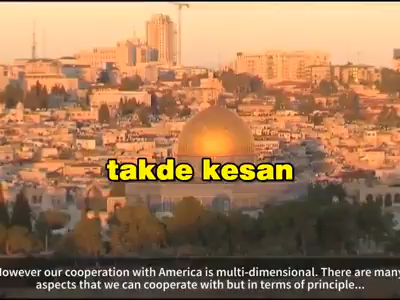 takde kesan
However our cooperation with America is multi-dimensional. There are many
aspects that we can cooperate with but in terms of principle...